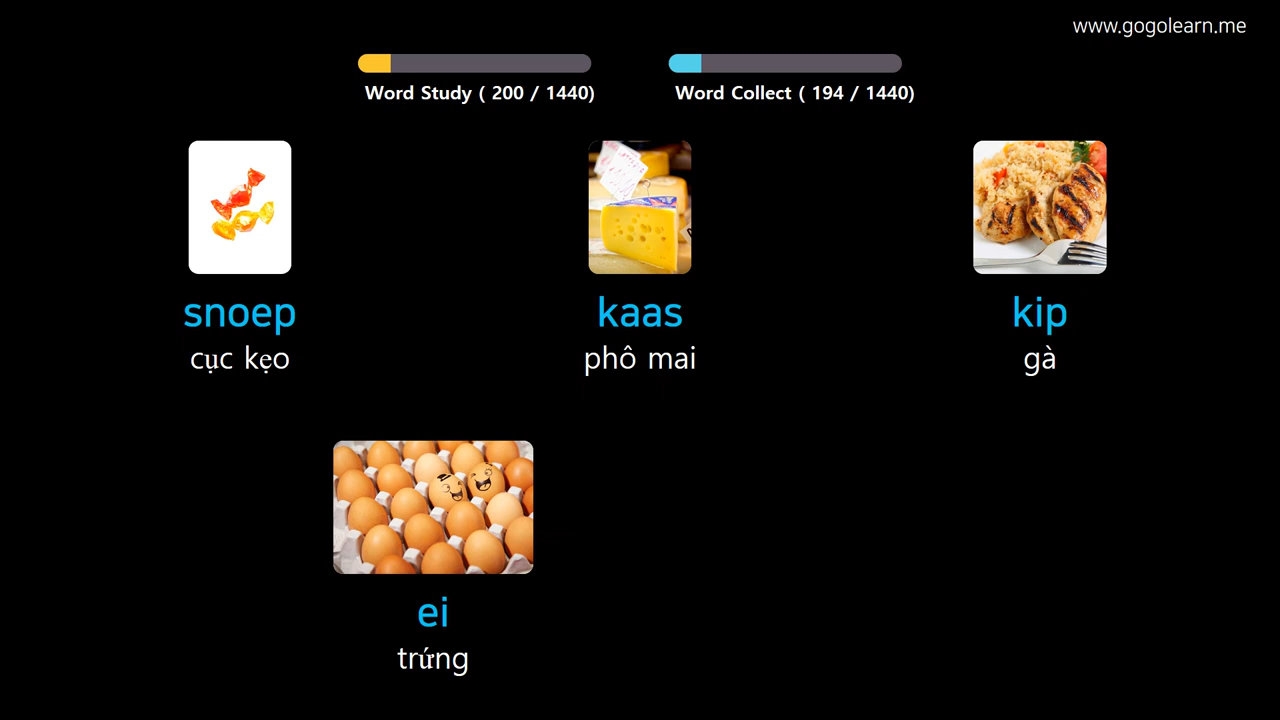 www.gogolearn.me
Word Study ( 200 / 1440)
Word Collect ( 194 / 1440)
snoep
cục kẹo
kaas
phô mai
kip
gà
ei
trứng